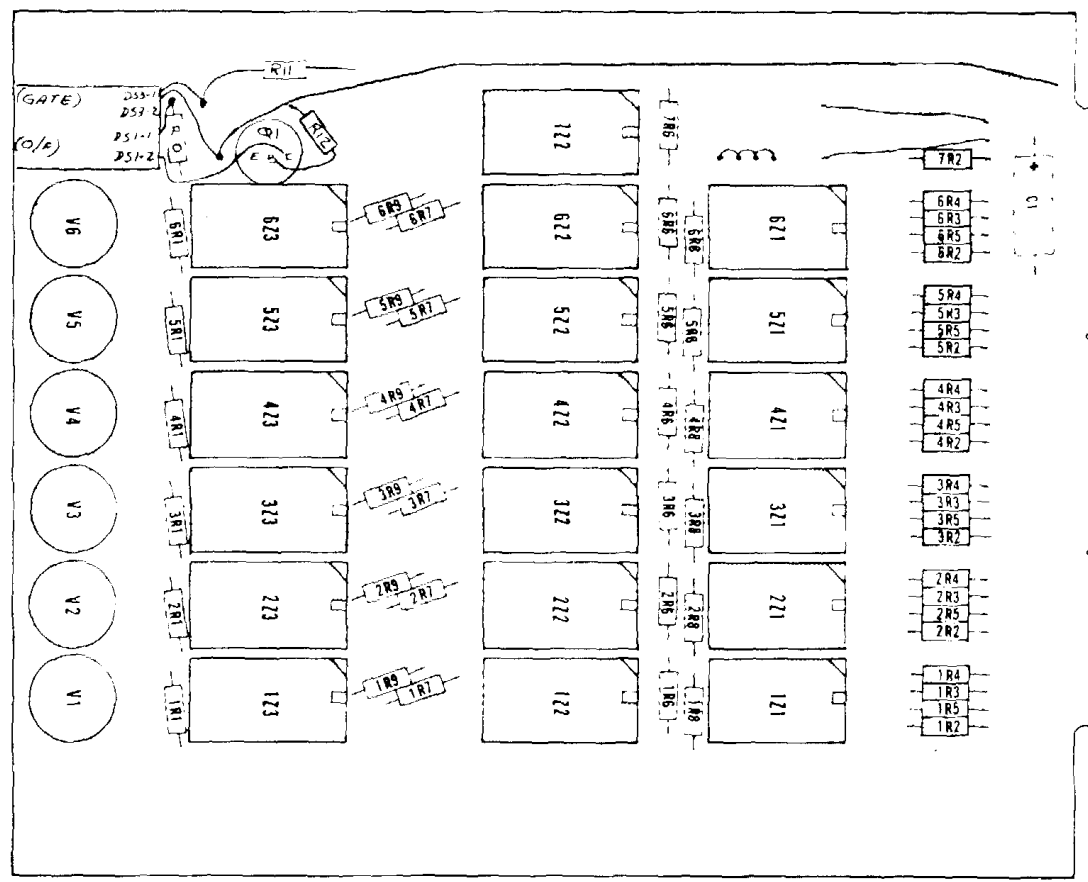 R11
(GATE) DS3-1
DS3-2
(O/F) DS1-1
DS1-2
Q1
E B C
R12
7Z2
7R6
7R2
+
C1
V6 6R1 6Z3 6R9 6R7 6Z2 6R6 6R8 6Z1
6R4
6R3
6R5
6R2
V5 5R1 5Z3 5R9 5R7 5Z2 5R6 5R8 5Z1
5R4
5R3
5R5
5R2
V4 4R1 4Z3 4R9 4R7 4Z2 4R6 4R8 4Z1
4R4
4R3
4R5
4R2
V3 3R1 3Z3 3R9 3R7 3Z2 3R6 3R8 3Z1
3R4
3R3
3R5
3R2
V2 2R1 2Z3 2R9 2R7 2Z2 2R6 2R8 2Z1
2R4
2R3
2R5
2R2
V1 1R1 1Z3 1R9 1R7 1Z2 1R6 1R8 1Z1
1R4
1R3
1R5
1R2